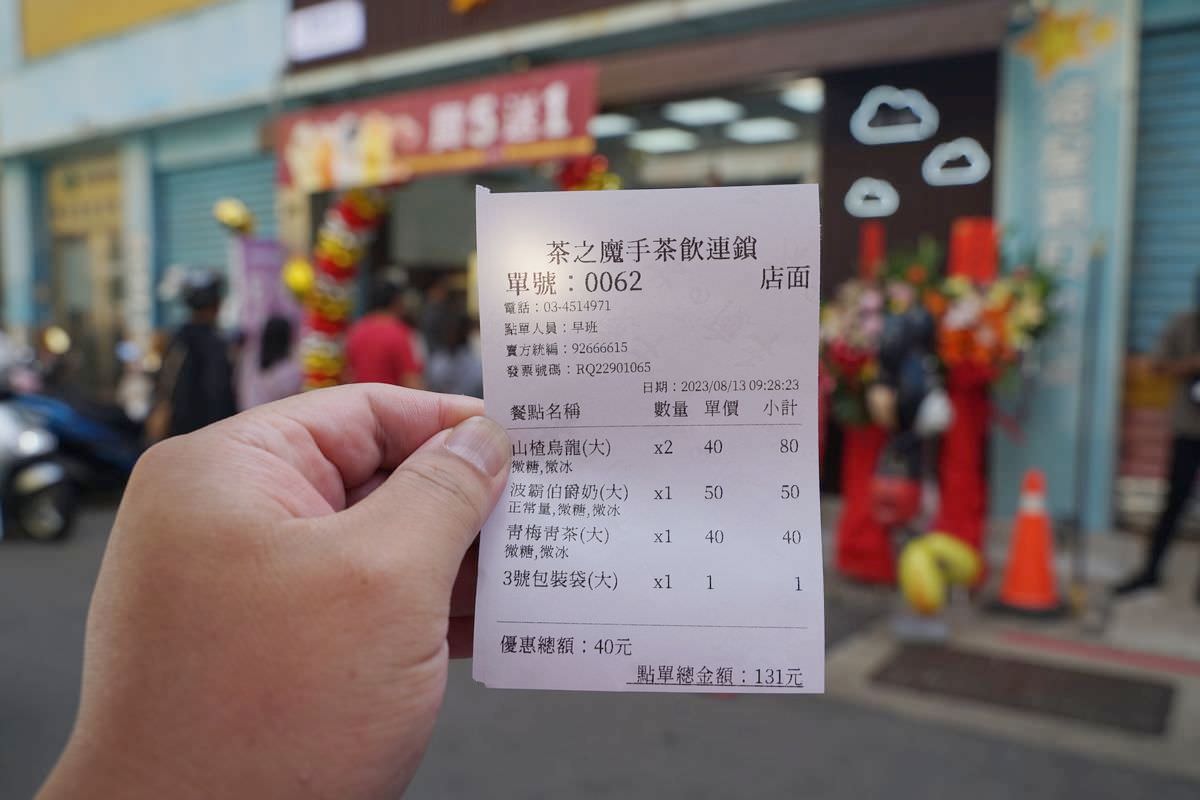 買5送1
茶之魔手茶飲連鎖
單號：0062 店面
電話：03-4514971
點單人員：早班
賣方統編：92666615
發票號碼：RQ22901065
日期：2023/08/13 09:28:23
餐點名稱 數量 單價 小計
山楂烏龍(大) x2 40 80
微糖,微冰
波霸伯爵奶(大) x1 50 50
正常量,微糖,微冰
青梅青茶(大) x1 40 40
微糖,微冰
3號包裝袋(大) x1 1 1
優惠總額：40元
點單總金額：131元